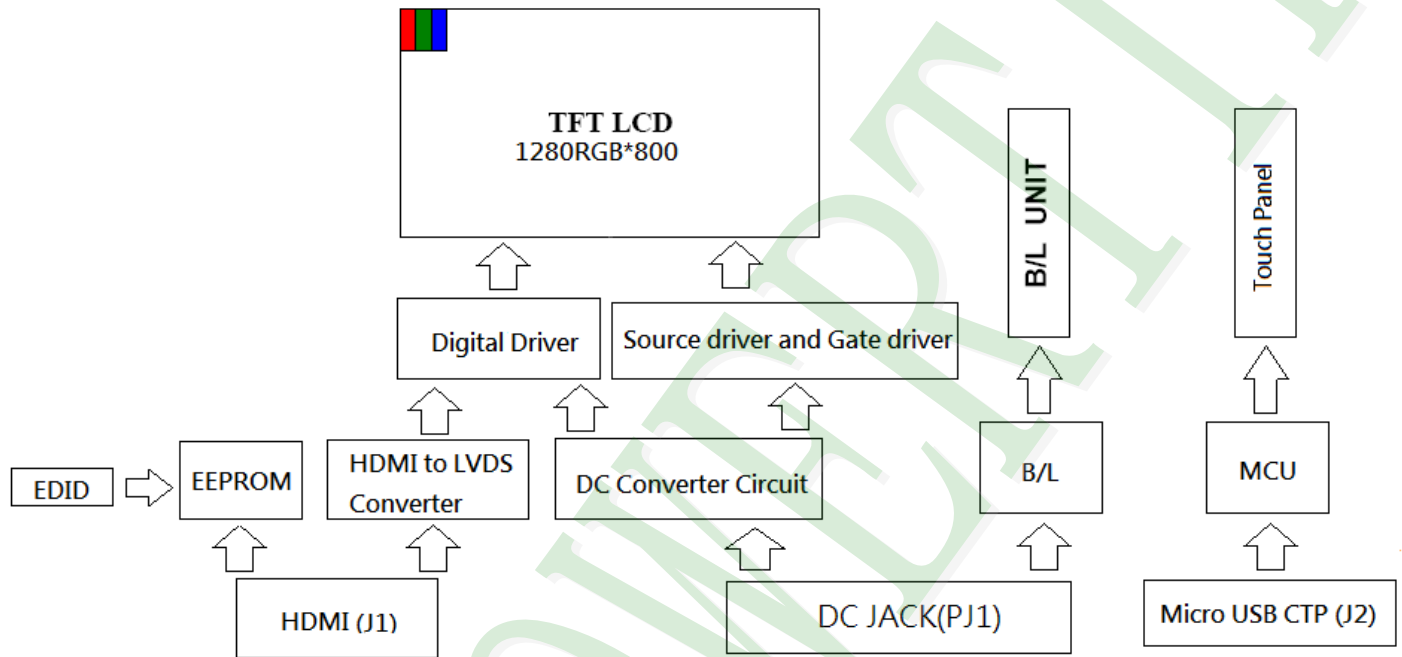 TFT LCD
1280RGB*800
B/L UNIT
Touch Panel
Digital Driver
Source driver and Gate driver
EDID
EEPROM
HDMI to LVDS
Converter
DC Converter Circuit
B/L
MCU
HDMI (J1)
DC JACK(PJ1)
Micro USB CTP (J2)